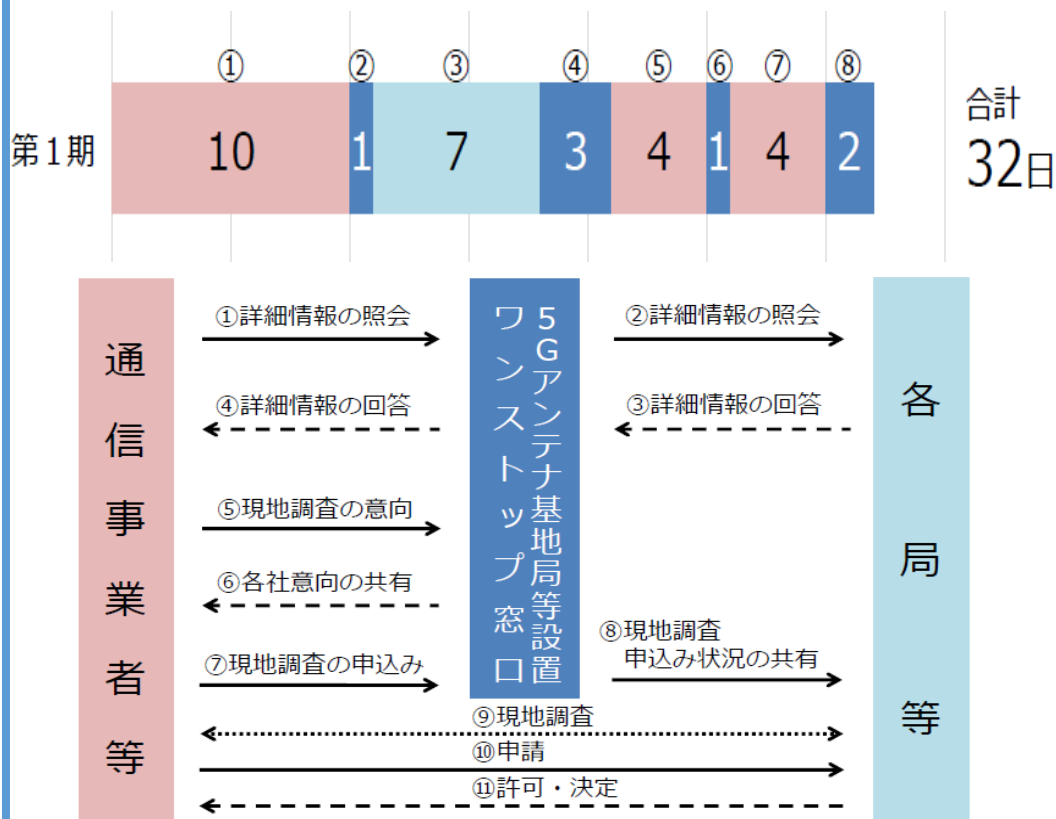 ① ② ③ ④ ⑤ ⑥ ⑦ ⑧
第1期 10 1 7 3 4 1 4 2
合計
32日
通信事業者等
5Gアンテナ基地局等設置
ワンストップ窓口
各局等
①詳細情報の照会
②詳細情報の照会
④詳細情報の回答
③詳細情報の回答
⑤現地調査の意向
⑥各社意向の共有
⑦現地調査の申込み
⑧現地調査
申込み状況の共有
⑨現地調査
⑩申請
⑪許可・決定